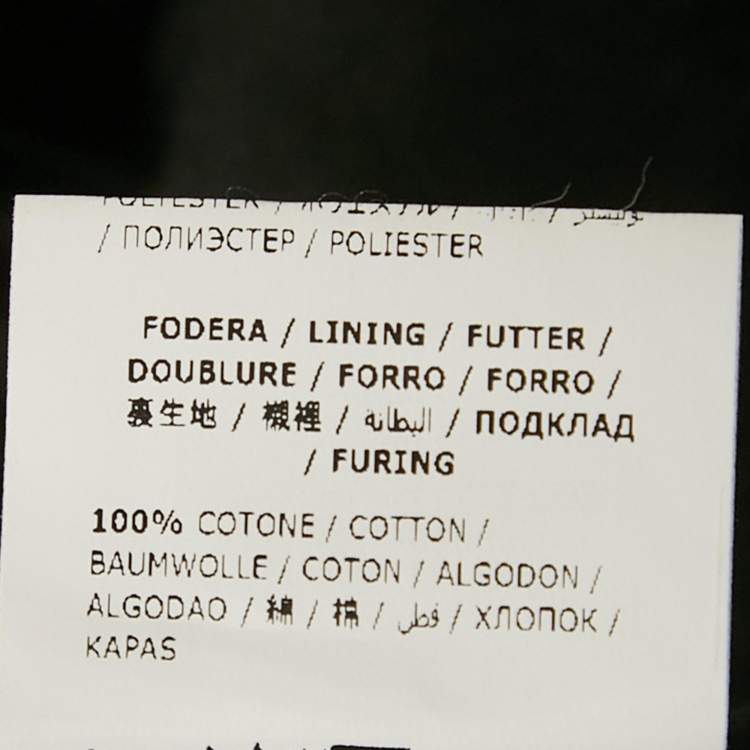 / ПОЛИЭСТЕР / POLIESTER
FODERA / LINING / FUTTER /
DOUBLURE / FORRO / FORRO /
裏生地 / 襯裡 / البطانة / ПОДКЛАД
/ FURING
100% COTONE / COTTON /
BAUMWOLLE / COTON / ALGODON /
ALGODAO / 綿 / 棉 / قطن / ХЛОПОК /
KAPAS